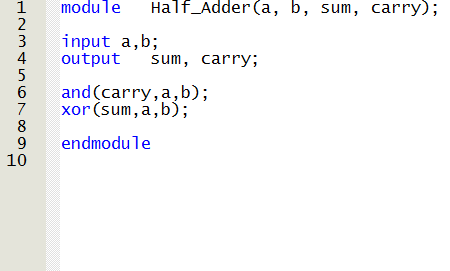 1 module   Half_Adder(a, b, sum, carry);
2
3 input a,b;
4 output   sum, carry;
5
6 and(carry,a,b);
7 xor(sum,a,b);
8
9 endmodule
10